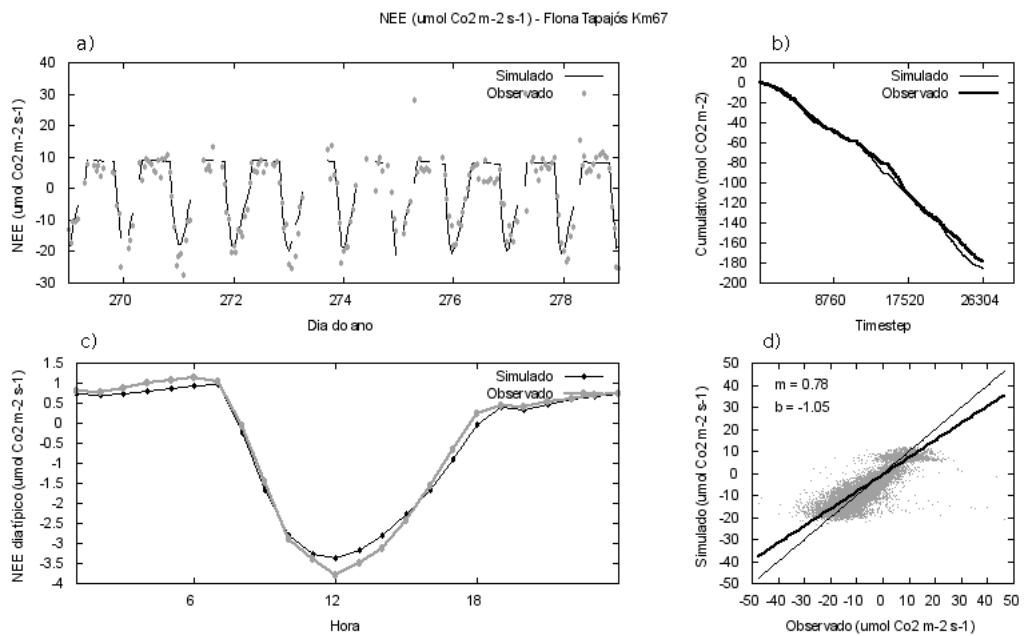 NEE (umol Co2 m-2 s-1) - Flona Tapajós Km67
a)
NEE (umol Co2 m-2 s-1)
40
30
20
10
0
-10
-20
-30
Simulado
Observado
270
272
274
276
278
Dia do ano
b)
Cumulativo (mol CO2 m-2)
20
0
-20
-40
-60
-80
-100
-120
-140
-160
-180
-200
Simulado
Observado
8760
17520
26304
Timestep
c)
NEE dia típico (umol Co2 m-2 s-1)
1.5
1
0.5
0
-0.5
-1
-1.5
-2
-2.5
-3
-3.5
-4
Simulado
Observado
6
12
18
Hora
d)
Simulado (umol Co2 m-2 s-1)
50
40
30
20
10
0
-10
-20
-30
-40
-50
m = 0.78
b = -1.05
-50 -40 -30 -20 -10 0 10 20 30 40 50
Observado (umol Co2 m-2 s-1)